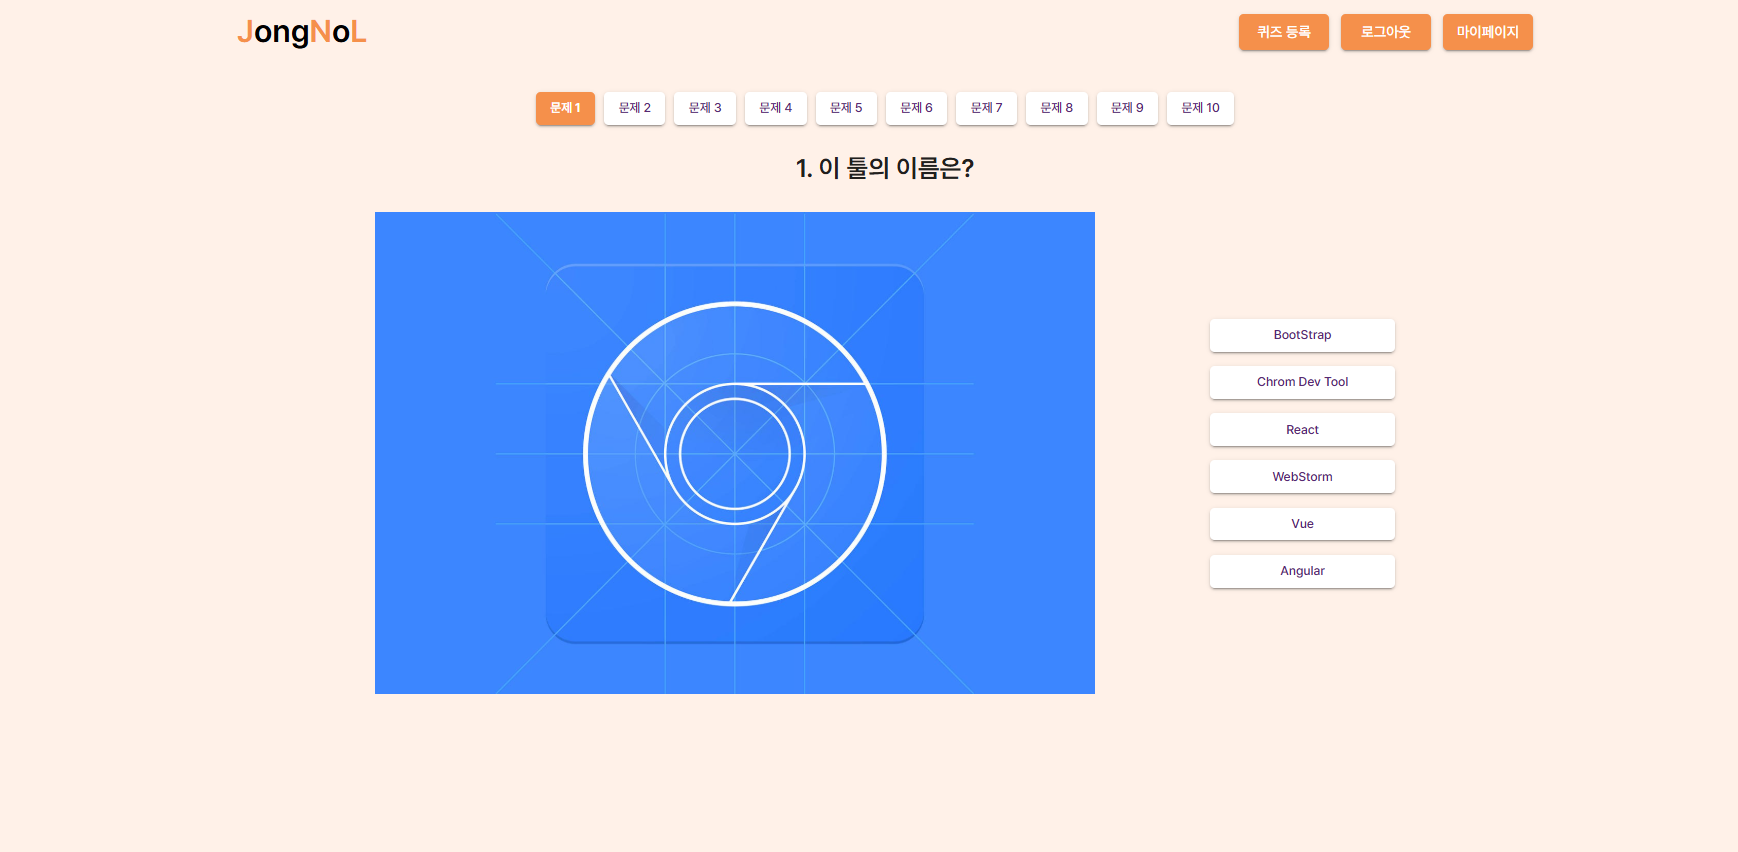 JongNoL
퀴즈 등록 로그아웃 마이페이지
문제 1 문제 2 문제 3 문제 4 문제 5 문제 6 문제 7 문제 8 문제 9 문제 10
1. 이 툴의 이름은?
BootStrap
Chrom Dev Tool
React
WebStorm
Vue
Angular